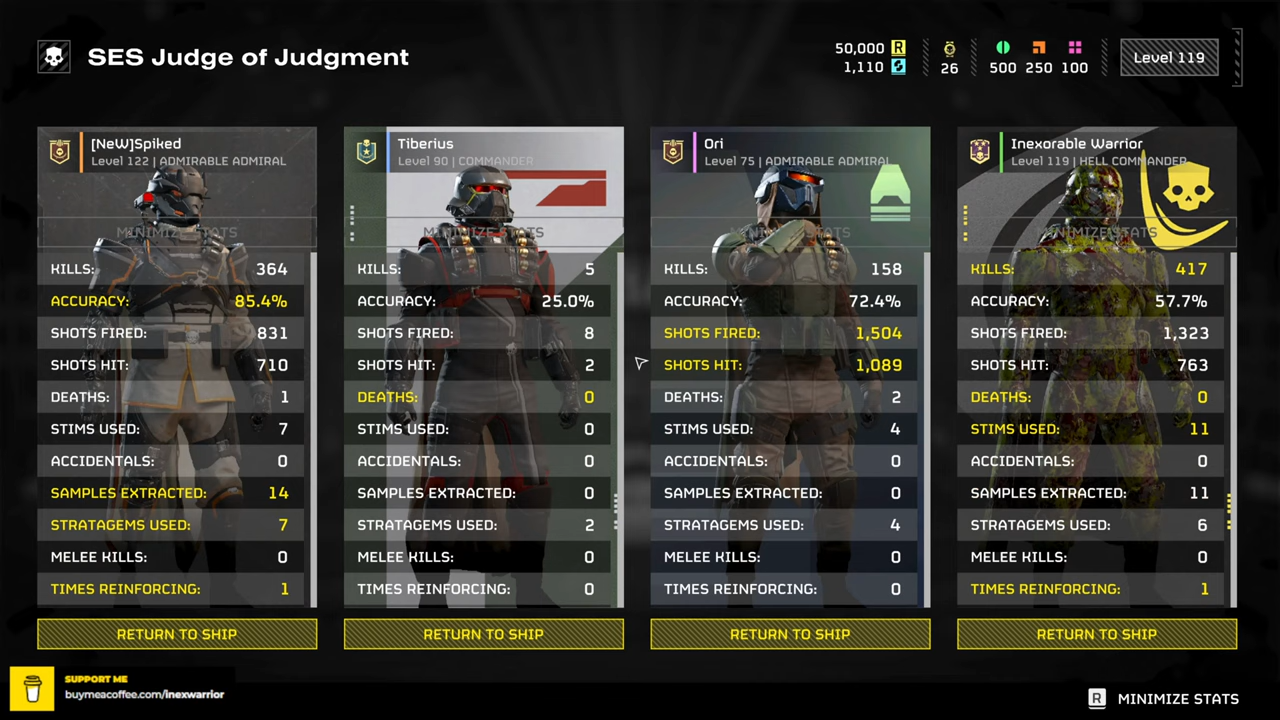 SES Judge of Judgment
50,000
1,110
26
500 250 100
Level 119
[NeW]Spiked
Level 122 | ADMIRABLE ADMIRAL
MINIMIZE STATS
KILLS: 364
ACCURACY: 85.4%
SHOTS FIRED: 831
SHOTS HIT: 710
DEATHS: 1
STIMS USED: 7
ACCIDENTALS: 0
SAMPLES EXTRACTED: 14
STRATAGEMS USED: 7
MELEE KILLS: 0
TIMES REINFORCING: 1
RETURN TO SHIP
Tiberius
Level 90 | COMMANDER
MINIMIZE STATS
KILLS: 5
ACCURACY: 25.0%
SHOTS FIRED: 8
SHOTS HIT: 2
DEATHS: 0
STIMS USED: 0
ACCIDENTALS: 0
SAMPLES EXTRACTED: 0
STRATAGEMS USED: 2
MELEE KILLS: 0
TIMES REINFORCING: 0
RETURN TO SHIP
Ori
Level 75 | ADMIRABLE ADMIRAL
MINIMIZE STATS
KILLS: 158
ACCURACY: 72.4%
SHOTS FIRED: 1,504
SHOTS HIT: 1,089
DEATHS: 2
STIMS USED: 4
ACCIDENTALS: 0
SAMPLES EXTRACTED: 0
STRATAGEMS USED: 4
MELEE KILLS: 0
TIMES REINFORCING: 0
RETURN TO SHIP
Inexorable Warrior
Level 119 | HELL COMMANDER
MINIMIZE STATS
KILLS: 417
ACCURACY: 57.7%
SHOTS FIRED: 1,323
SHOTS HIT: 763
DEATHS: 0
STIMS USED: 11
ACCIDENTALS: 0
SAMPLES EXTRACTED: 11
STRATAGEMS USED: 6
MELEE KILLS: 0
TIMES REINFORCING: 1
RETURN TO SHIP
SUPPORT ME
buymeacoffee.com/inexwarrior
R MINIMIZE STATS